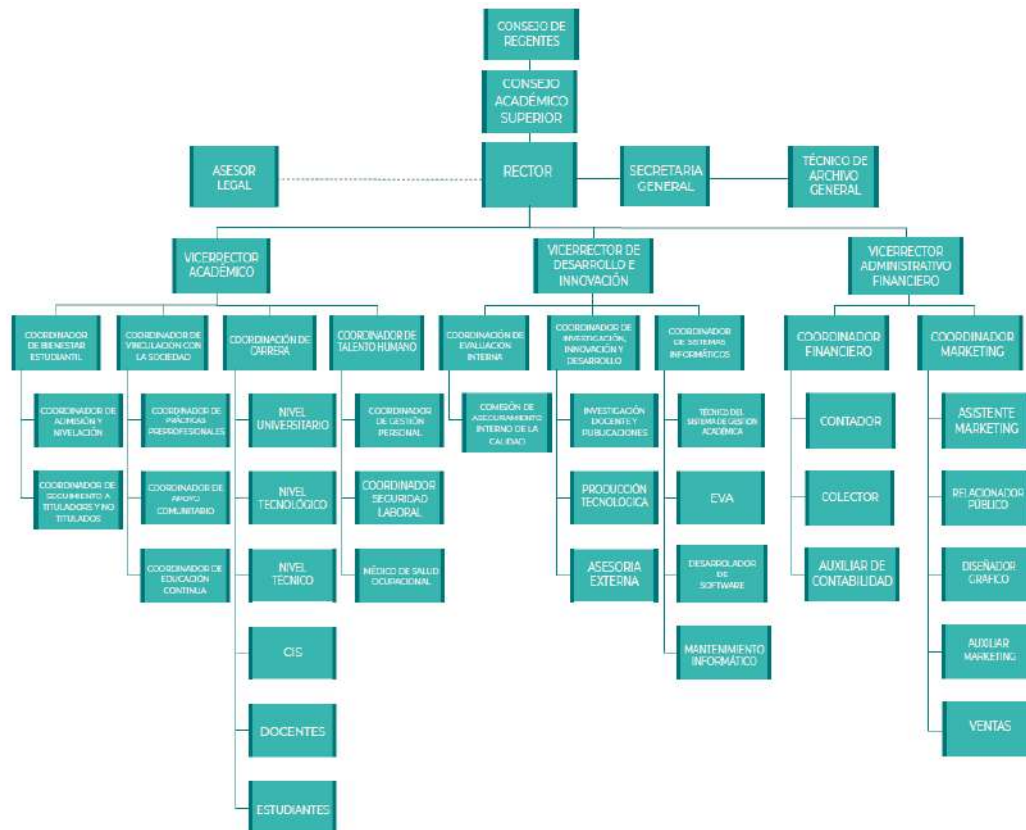 CONSEJO DE
REGENTES
CONSEJO
ACADÉMICO
SUPERIOR
ASESOR
LEGAL
RECTOR
SECRETARIA
GENERAL
TÉCNICO DE
ARCHIVO
GENERAL
VICERRECTOR
ACADÉMICO
VICERRECTOR DE
DESARROLLO E
INNOVACIÓN
VICERRECTOR
ADMINISTRATIVO
FINANCIERO
COORDINADOR
DE BIENESTAR
ESTUDIANTIL
COORDINADOR DE
VINCULACION CON
LA SOCIEDAD
COORDINACIÓN DE
CARRERA
COORDINADOR DE
TALENTO HUMANO
COORDINACIÓN DE
EVALUACION
INTERNA
COORDINADOR DE
INVESTIGACIÓN,
INNOVACIÓN Y
DESARROLLO
COORDINADOR
DE SISTEMAS
INFORMÁTICOS
COORDINADOR
FINANCIERO
COORDINADOR
MARKETING
COORDINADOR DE
ADMISIÓN Y
NIVELACIÓN
COORDINADOR DE
PRÁCTICAS
PREPROFESIONALES
NIVEL
UNIVERSITARIO
COORDINADOR
DE GESTIÓN
PERSONAL
COMISIÓN DE
ASEGURAMIENTO
INTERNO DE LA
CALIDAD
INVESTIGACIÓN
DOCENTE Y
PUBLICACIONES
TÉCNICO DEL
SISTEMA DE GESTION
ACADÉMICA
CONTADOR
ASISTENTE
MARKETING
COORDINADOR DE
SEGUIMIENTO A
TITULADOS Y NO
TITULADOS
COORDINADOR DE
APOYO
COMUNITARIO
NIVEL
TECNOLÓGICO
COORDINADOR
SEGURIDAD
LABORAL
PRODUCCIÓN
TECNOLOGICA
EVA
COLECTOR
RELACIONADOR
PÚBLICO
COORDINADOR DE
EDUCACIÓN
CONTINUA
NIVEL
TÉCNICO
MÉDICO DE SALUD
OCUPACIONAL
ASESORIA
EXTERNA
DESARROLADOR
DE
SOFTWARE
AUXILIAR DE
CONTABILIDAD
DISEÑADOR
GRÁFICO
CIS
MANTENIMIENTO
INFORMÁTICO
AUXILIAR
MARKETING
DOCENTES
VENTAS
ESTUDIANTES